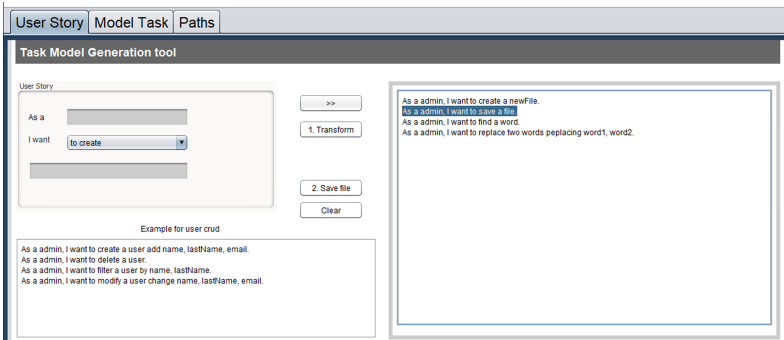 User Story Model Task Paths
Task Model Generation tool
User Story
As a
I want
to create
>>
1. Transform
2. Save file
Clear
Example for user crud
As a admin, I want to create a user add name, lastName, email.
As a admin, I want to delete a user.
As a admin, I want to filter a user by name, lastName.
As a admin, I want to modify a user change name, lastName, email.
As a admin, I want to create a newFile.
As a admin, I want to save a file.
As a admin, I want to find a word.
As a admin, I want to replace two words peplacing word1, word2.